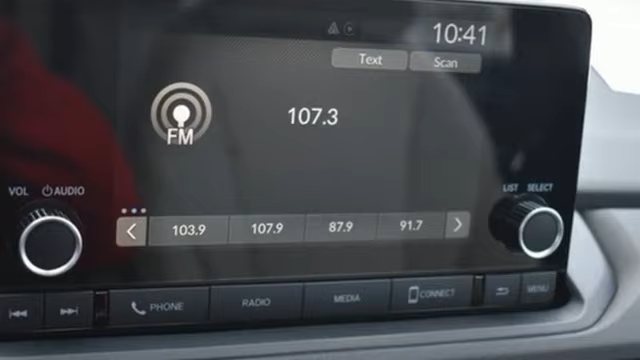 10:41
Text Scan
FM 107.3
VOL AUDIO
LIST SELECT
103.9 107.9 87.9 91.7
PHONE RADIO MEDIA CONNECT MENU